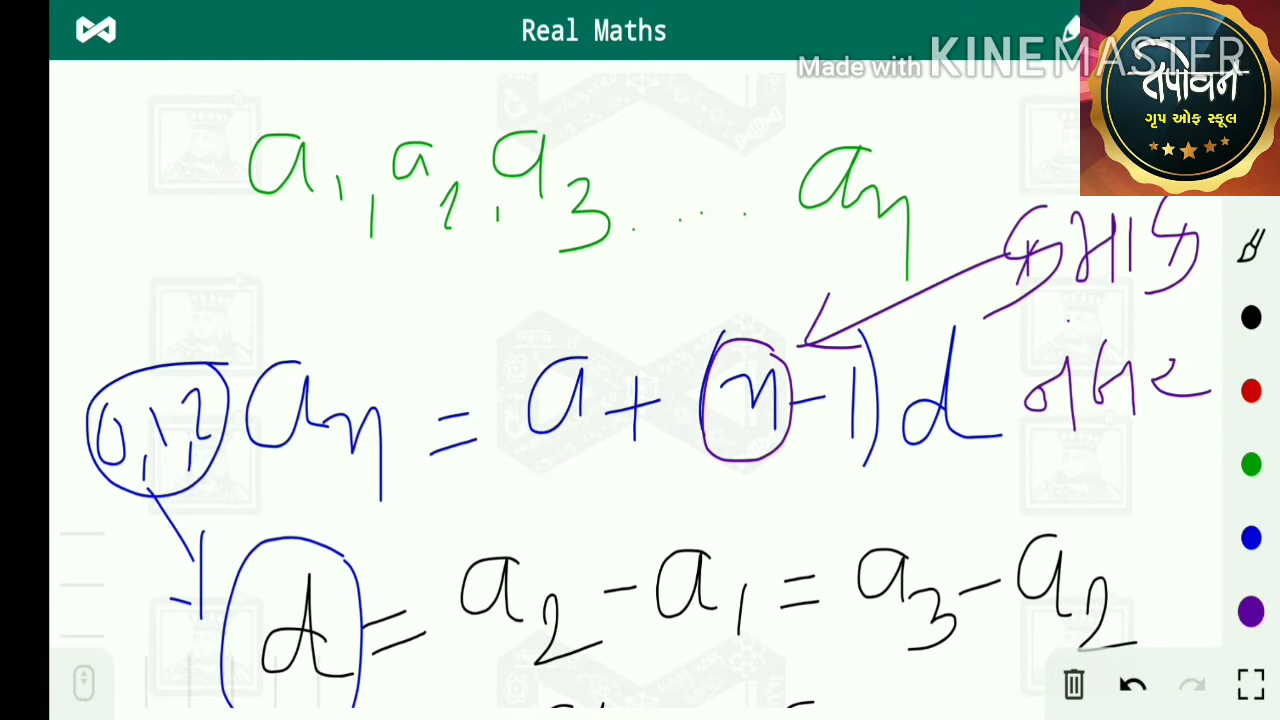 Real Maths
Made with KINEMASTER
તપોવન
ગૃપ ઓફ સ્કૂલ
a₁, a₂, a₃ .... aₙ
ક્રમાંક
નંબર
0, 1, 2
aₙ = a + (n-1) d
-1
d = a₂ - a₁ = a₃ - a₂